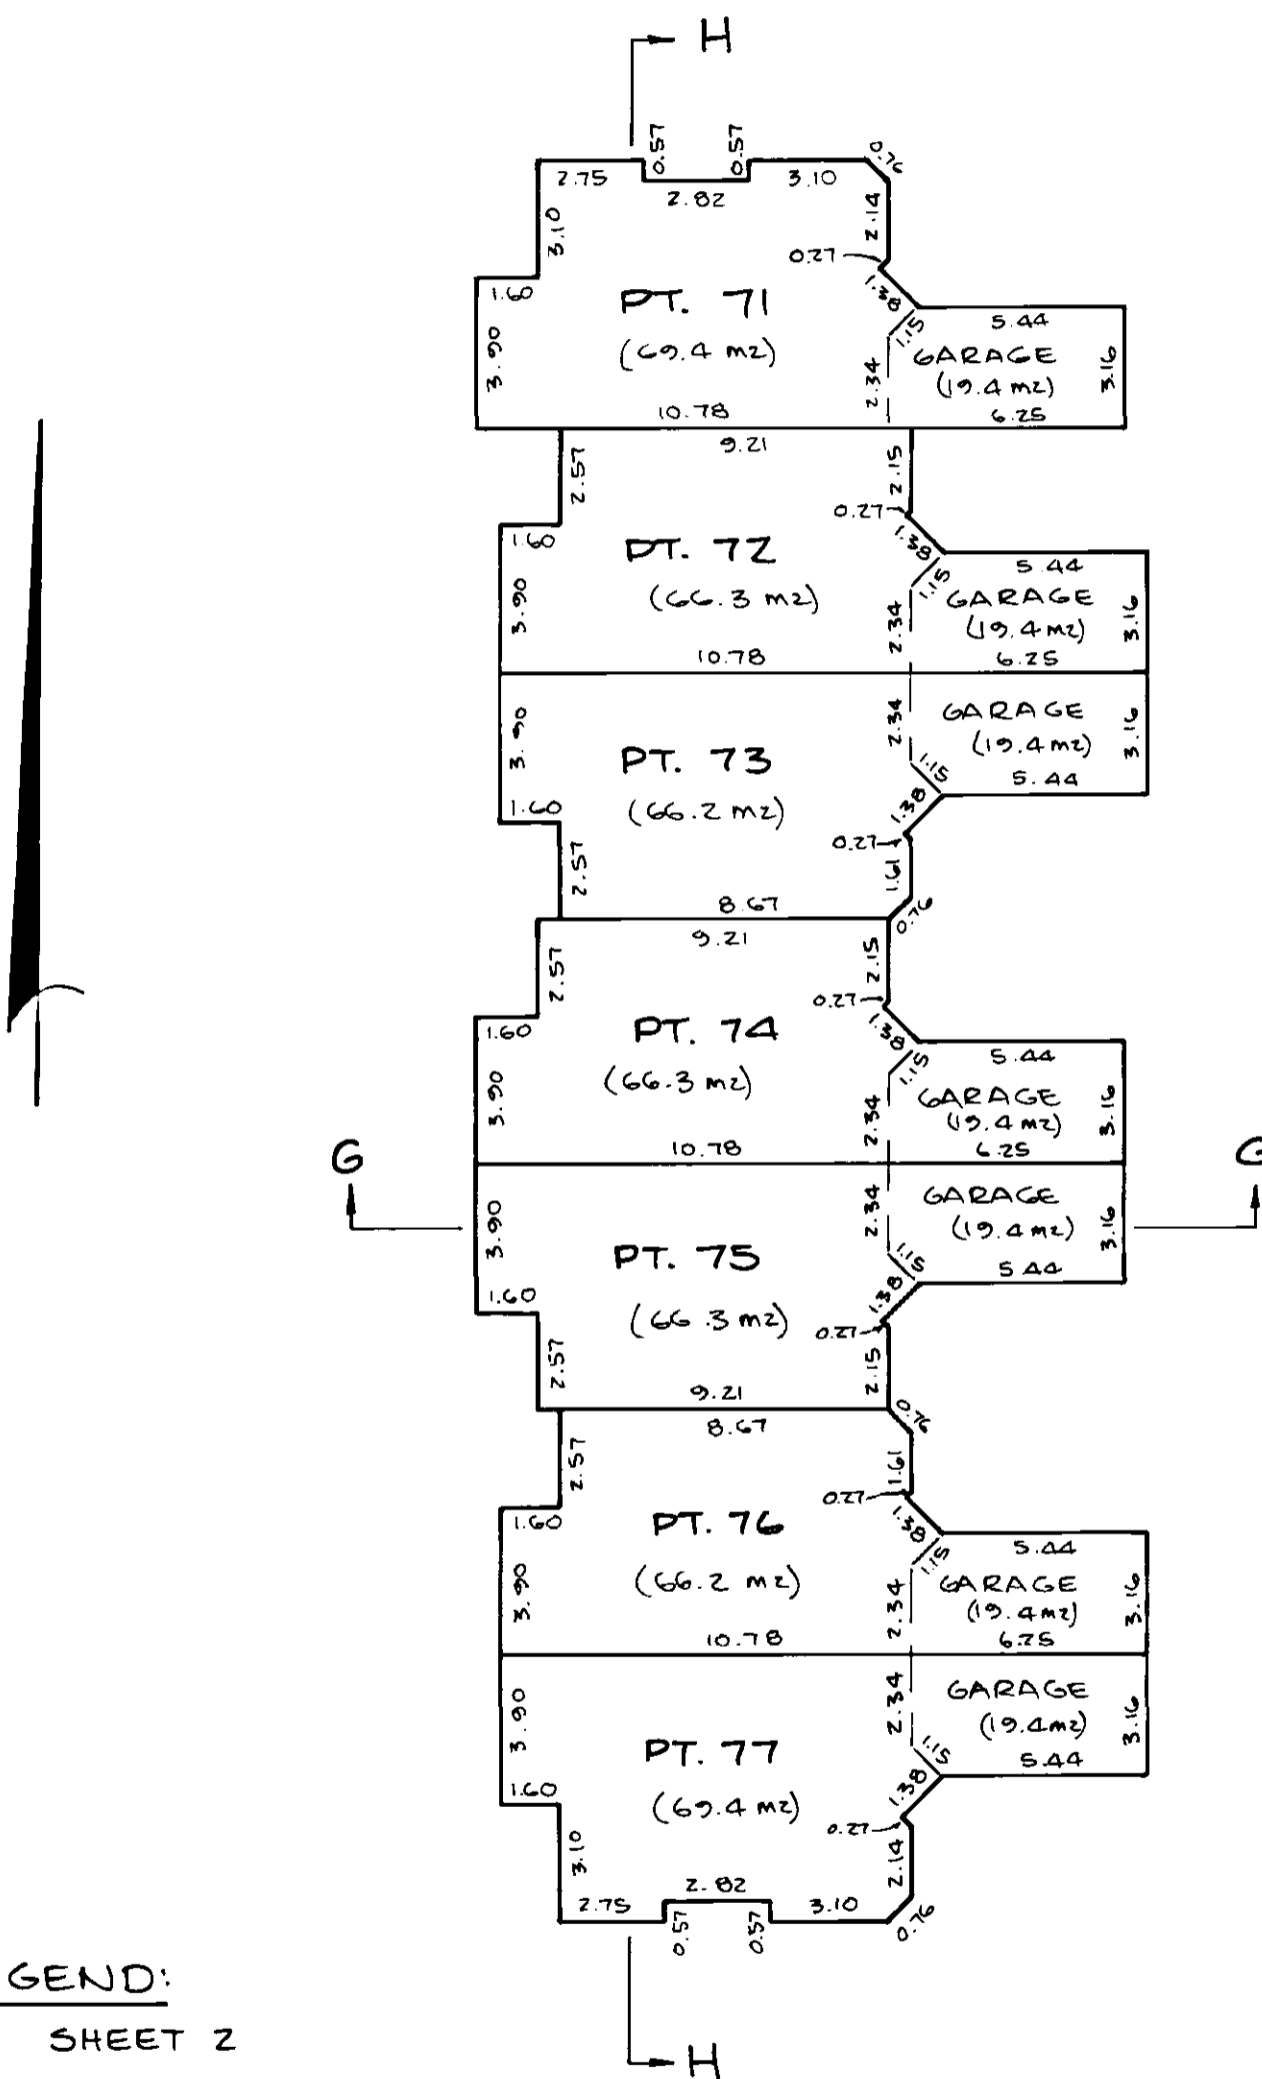 H
0.57 0.57 0.76
2.75 2.82 3.10
3.10 2.14
0.27
1.60 PT. 71 1.38
(69.4 m2) 1.15 5.44
3.90 2.34 GARAGE 3.16
(19.4 m2)
10.78 6.25
9.21
2.57 2.15
0.27
1.60 PT. 72 1.38
(66.3 m2) 1.15 5.44
3.90 2.34 GARAGE 3.16
(19.4 m2)
10.78 6.25
3.90 2.34 GARAGE 3.16
PT. 73 (19.4 m2)
1.15 5.44
1.60 (66.2 m2) 1.38
0.27
2.57 1.61
8.67 0.76
9.21
2.57 2.15
0.27
1.60 PT. 74 1.38
(66.3 m2) 1.15 5.44
3.90 2.34 GARAGE 3.16
(19.4 m2)
G 10.78 6.25
3.90 2.34 GARAGE 3.16 G
(19.4 m2)
PT. 75 1.15 5.44
1.60 (66.3 m2) 1.38
0.27
2.57 2.15
9.21 0.76
8.67
2.57 1.61
0.27
1.60 PT. 76 1.38
(66.2 m2) 1.15 5.44
3.90 2.34 GARAGE 3.16
(19.4 m2)
10.78 6.25
3.90 2.34 GARAGE 3.16
(19.4 m2)
PT. 77 1.15 5.44
1.60 (69.4 m2) 1.38
0.27
3.10 2.14
2.75 2.82 3.10
0.57 0.57 0.76
GEND:
SHEET 2
H